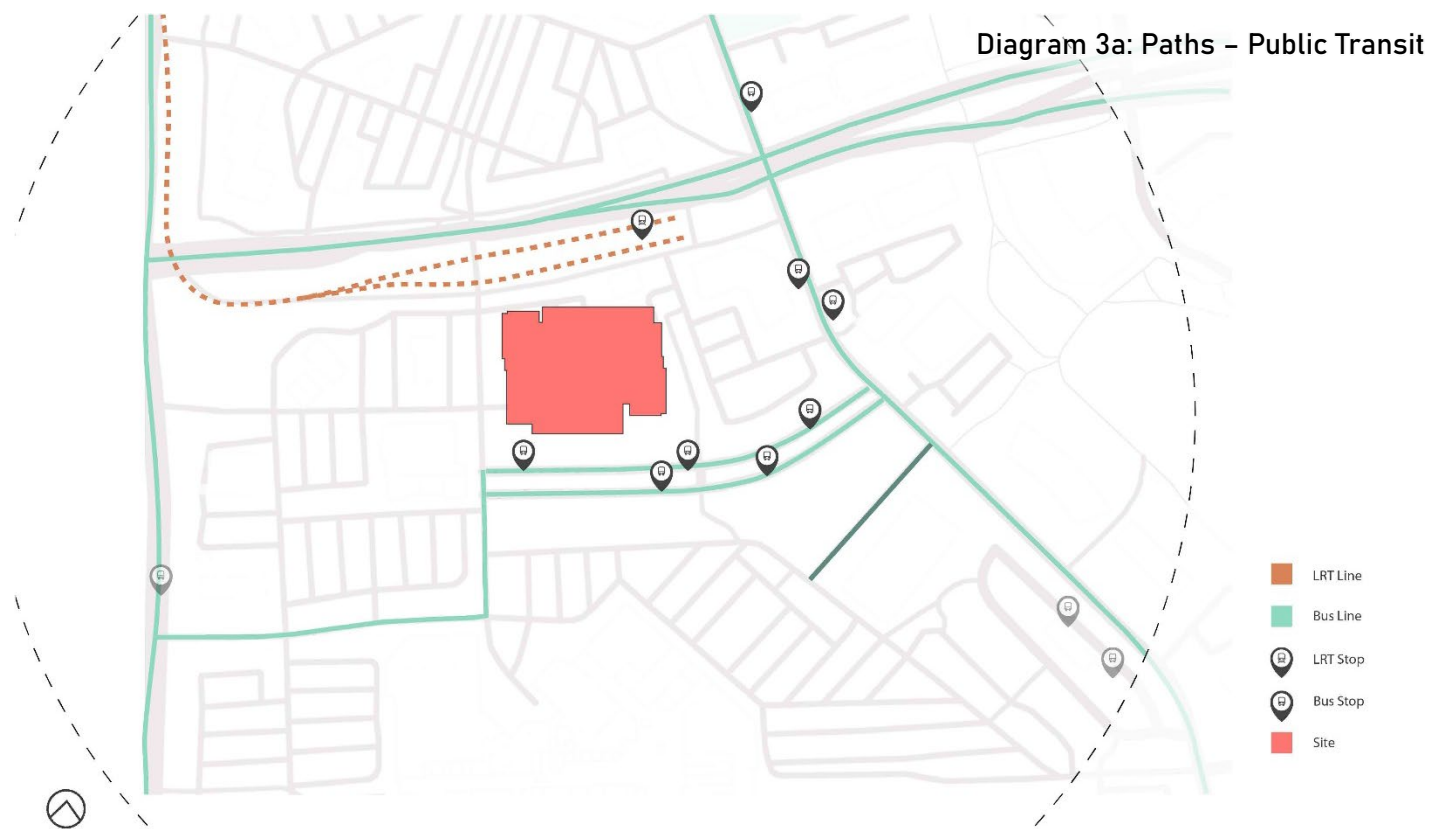 Diagram 3a: Paths – Public Transit
LRT Line
Bus Line
LRT Stop
Bus Stop
Site